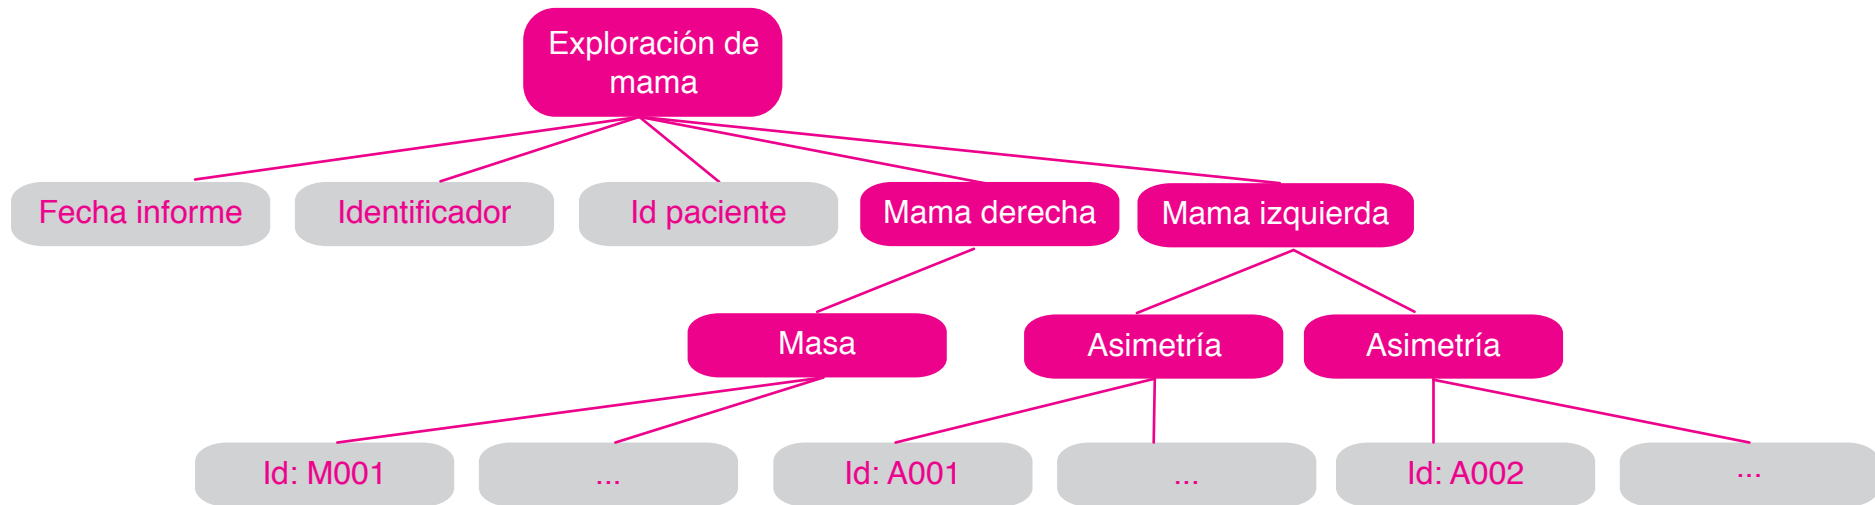 Exploración de
mama
Fecha informe
Identificador
Id paciente
Mama derecha
Mama izquierda
Masa
Asimetría
Asimetría
Id: M001
...
Id: A001
...
Id: A002
...